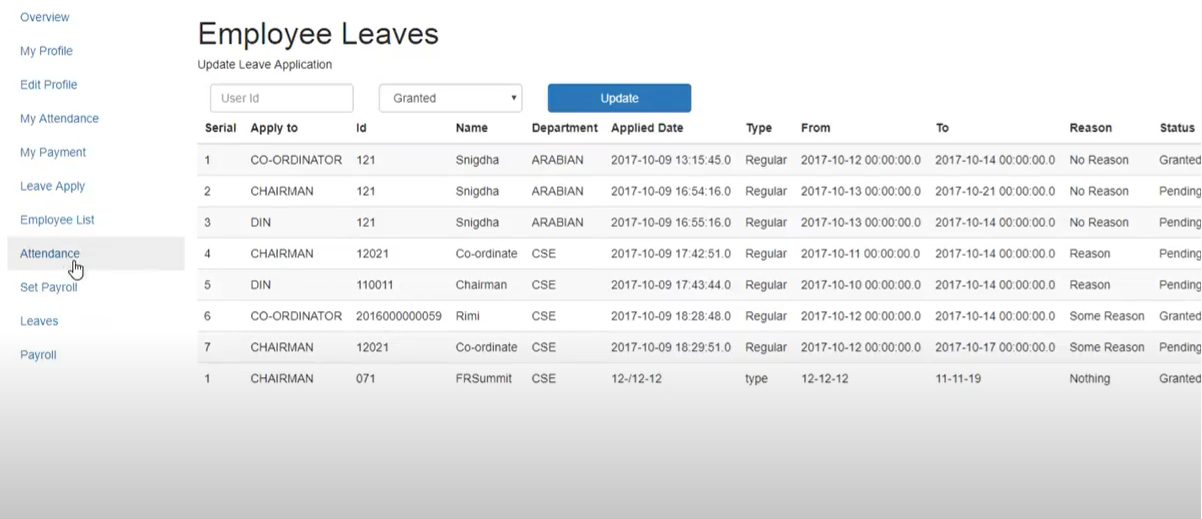 Overview
My Profile
Edit Profile
My Attendance
My Payment
Leave Apply
Employee List
Attendance
Set Payroll
Leaves
Payroll
Employee Leaves
Update Leave Application
User Id Granted Update
Serial Apply to Id Name Department Applied Date Type From To Reason Status
1 CO-ORDINATOR 121 Snigdha ARABIAN 2017-10-09 13:15:45.0 Regular 2017-10-12 00:00:00.0 2017-10-14 00:00:00.0 No Reason Granted
2 CHAIRMAN 121 Snigdha ARABIAN 2017-10-09 16:54:16.0 Regular 2017-10-13 00:00:00.0 2017-10-21 00:00:00.0 No Reason Pending
3 DIN 121 Snigdha ARABIAN 2017-10-09 16:55:16.0 Regular 2017-10-13 00:00:00.0 2017-10-14 00:00:00.0 No Reason Pending
4 CHAIRMAN 12021 Co-ordinate CSE 2017-10-09 17:42:51.0 Regular 2017-10-11 00:00:00.0 2017-10-14 00:00:00.0 Reason Pending
5 DIN 110011 Chairman CSE 2017-10-09 17:43:44.0 Regular 2017-10-10 00:00:00.0 2017-10-14 00:00:00.0 Reason Pending
6 CO-ORDINATOR 2016000000059 Rimi CSE 2017-10-09 18:28:48.0 Regular 2017-10-12 00:00:00.0 2017-10-14 00:00:00.0 Some Reason Granted
7 CHAIRMAN 12021 Co-ordinate CSE 2017-10-09 18:29:51.0 Regular 2017-10-12 00:00:00.0 2017-10-17 00:00:00.0 Some Reason Pending
1 CHAIRMAN 071 FRSummit CSE 12-/12-12 type 12-12-12 11-11-19 Nothing Granted